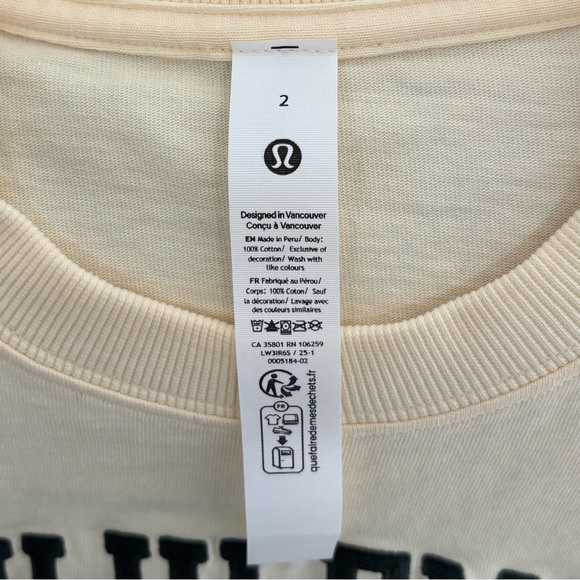 2
Designed in Vancouver
Conçu à Vancouver
EN Made in Peru/ Body:
100% Cotton/ Exclusive of
decoration/ Wash with
like colours
FR Fabriqué au Pérou/
Corps: 100% Coton/ Sauf
la décoration/ Lavage avec
des couleurs similaires
CA 35801 RN 106259
LW3IR6S / 25-1
0005184-02
FR
quefairedemesdechets.fr